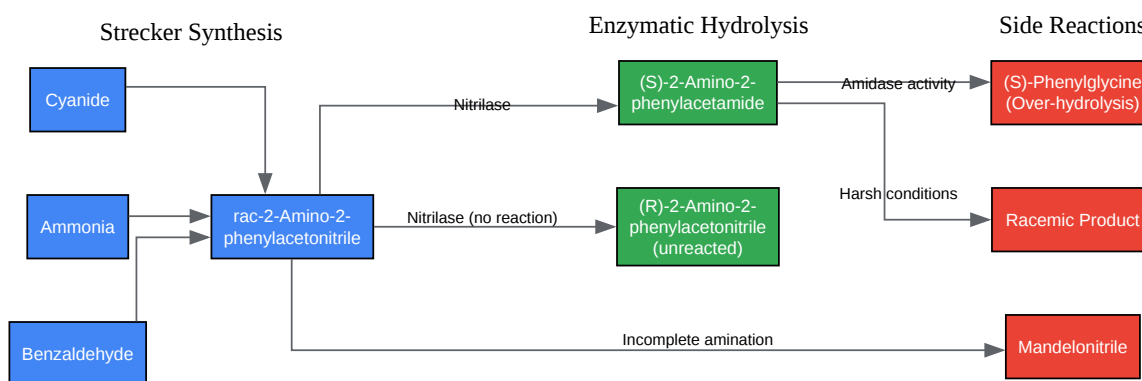 Strecker Synthesis
Enzymatic Hydrolysis
Side Reactions
Cyanide
Ammonia
Benzaldehyde
rac-2-Amino-2-
phenylacetonitrile
Nitrilase
Nitrilase (no reaction)
Incomplete amination
(S)-2-Amino-2-
phenylacetamide
(R)-2-Amino-2-
phenylacetonitrile
(unreacted)
Amidase activity
Harsh conditions
(S)-Phenylglycine
(Over-hydrolysis)
Racemic Product
Mandelonitrile